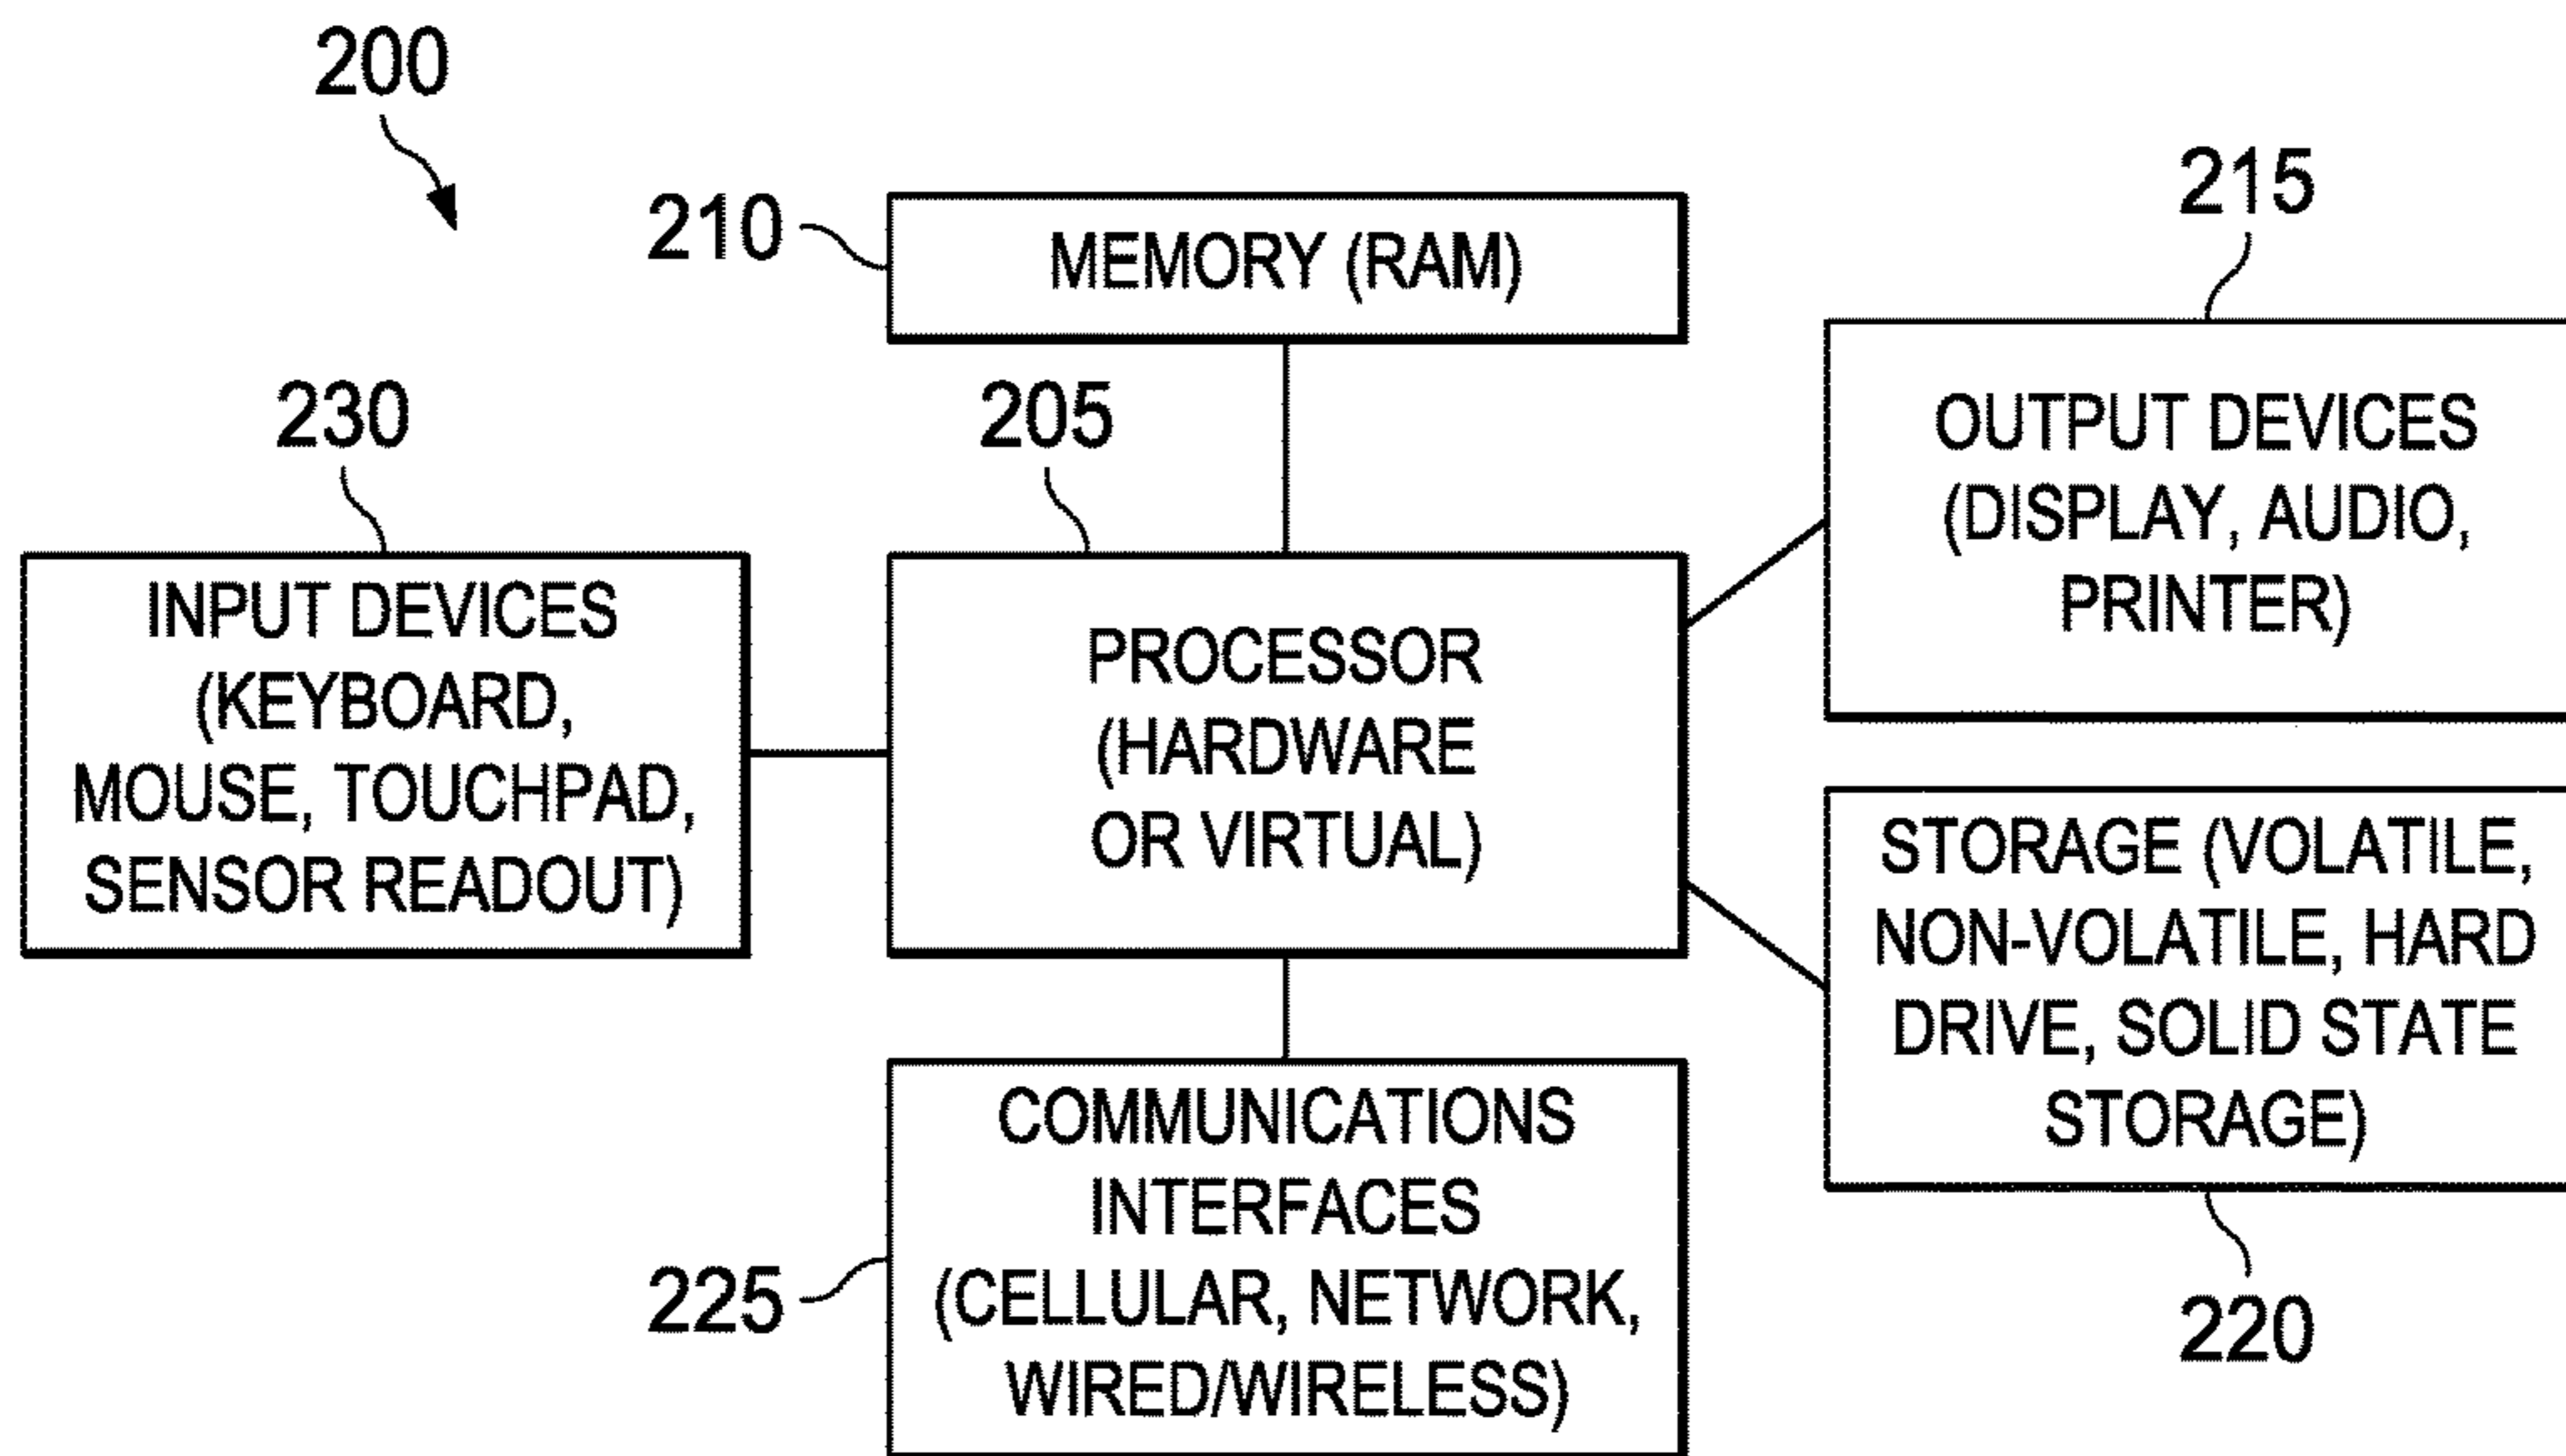 200
210
MEMORY (RAM)
215
230
205
OUTPUT DEVICES
(DISPLAY, AUDIO,
PRINTER)
INPUT DEVICES
(KEYBOARD,
MOUSE, TOUCHPAD,
SENSOR READOUT)
PROCESSOR
(HARDWARE
OR VIRTUAL)
STORAGE (VOLATILE,
NON-VOLATILE, HARD
DRIVE, SOLID STATE
STORAGE)
COMMUNICATIONS
INTERFACES
(CELLULAR, NETWORK,
WIRED/WIRELESS)
225
220